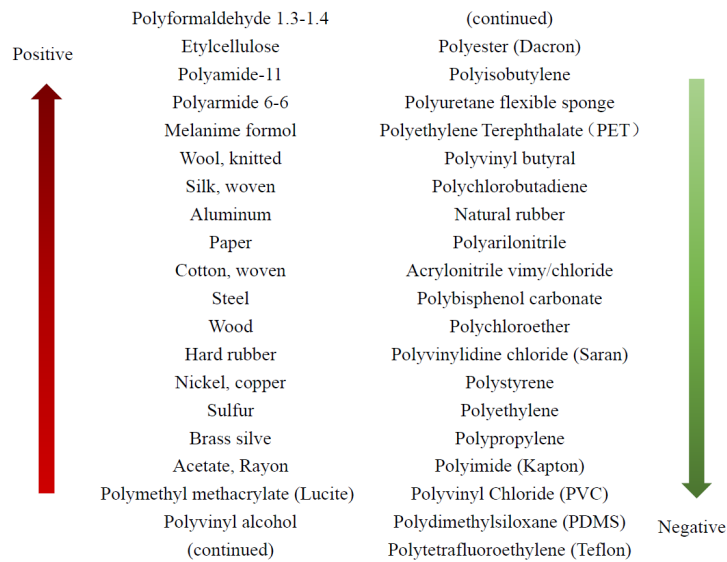 Positive
Polyformaldehyde 1.3-1.4
Etylcellulose
Polyamide-11
Polyarmide 6-6
Melanime formol
Wool, knitted
Silk, woven
Aluminum
Paper
Cotton, woven
Steel
Wood
Hard rubber
Nickel, copper
Sulfur
Brass silve
Acetate, Rayon
Polymethyl methacrylate (Lucite)
Polyvinyl alcohol
(continued)
(continued)
Polyester (Dacron)
Polyisobutylene
Polyuretane flexible sponge
Polyethylene Terephthalate（PET）
Polyvinyl butyral
Polychlorobutadiene
Natural rubber
Polyarilonitrile
Acrylonitrile vimy/chloride
Polybisphenol carbonate
Polychloroether
Polyvinylidine chloride (Saran)
Polystyrene
Polyethylene
Polypropylene
Polyimide (Kapton)
Polyvinyl Chloride (PVC)
Polydimethylsiloxane (PDMS)
Polytetrafluoroethylene (Teflon)
Negative